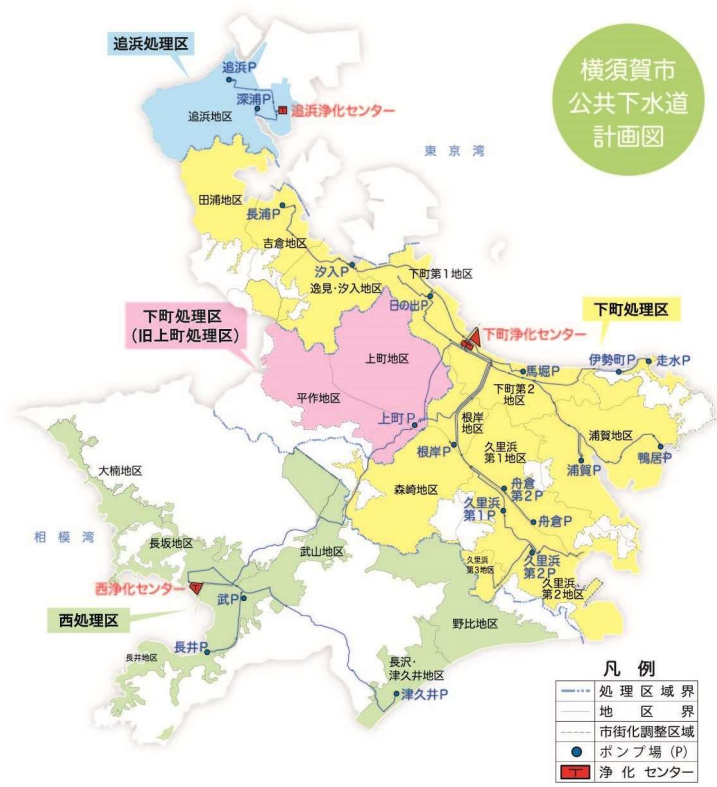 横須賀市
公共下水道
計画図
追浜処理区
追浜P
深浦P
追浜浄化センター
追浜地区
東京湾
田浦地区
長浦P
吉倉地区
汐入P
逸見・汐入地区
下町第1地区
日の出P
下町処理区
(旧上町処理区)
下町浄化センター
下町処理区
上町地区
平作地区
上町P
馬堀P
伊勢町P
走水P
下町第2
地区
根岸
地区
根岸P
久里浜
第1地区
浦賀地区
浦賀P
鴨居P
大楠地区
森崎地区
舟倉
第2P
久里浜
第1P
舟倉P
相模湾
長坂地区
武山地区
久里浜
第3地区
久里浜
第2P
久里浜
第2地区
西浄化センター
武P
西処理区
野比地区
長井地区
長井P
長沢・
津久井地区
津久井P
凡例
処理区域界
地区界
市街化調整区域
ポンプ場(P)
浄化センター